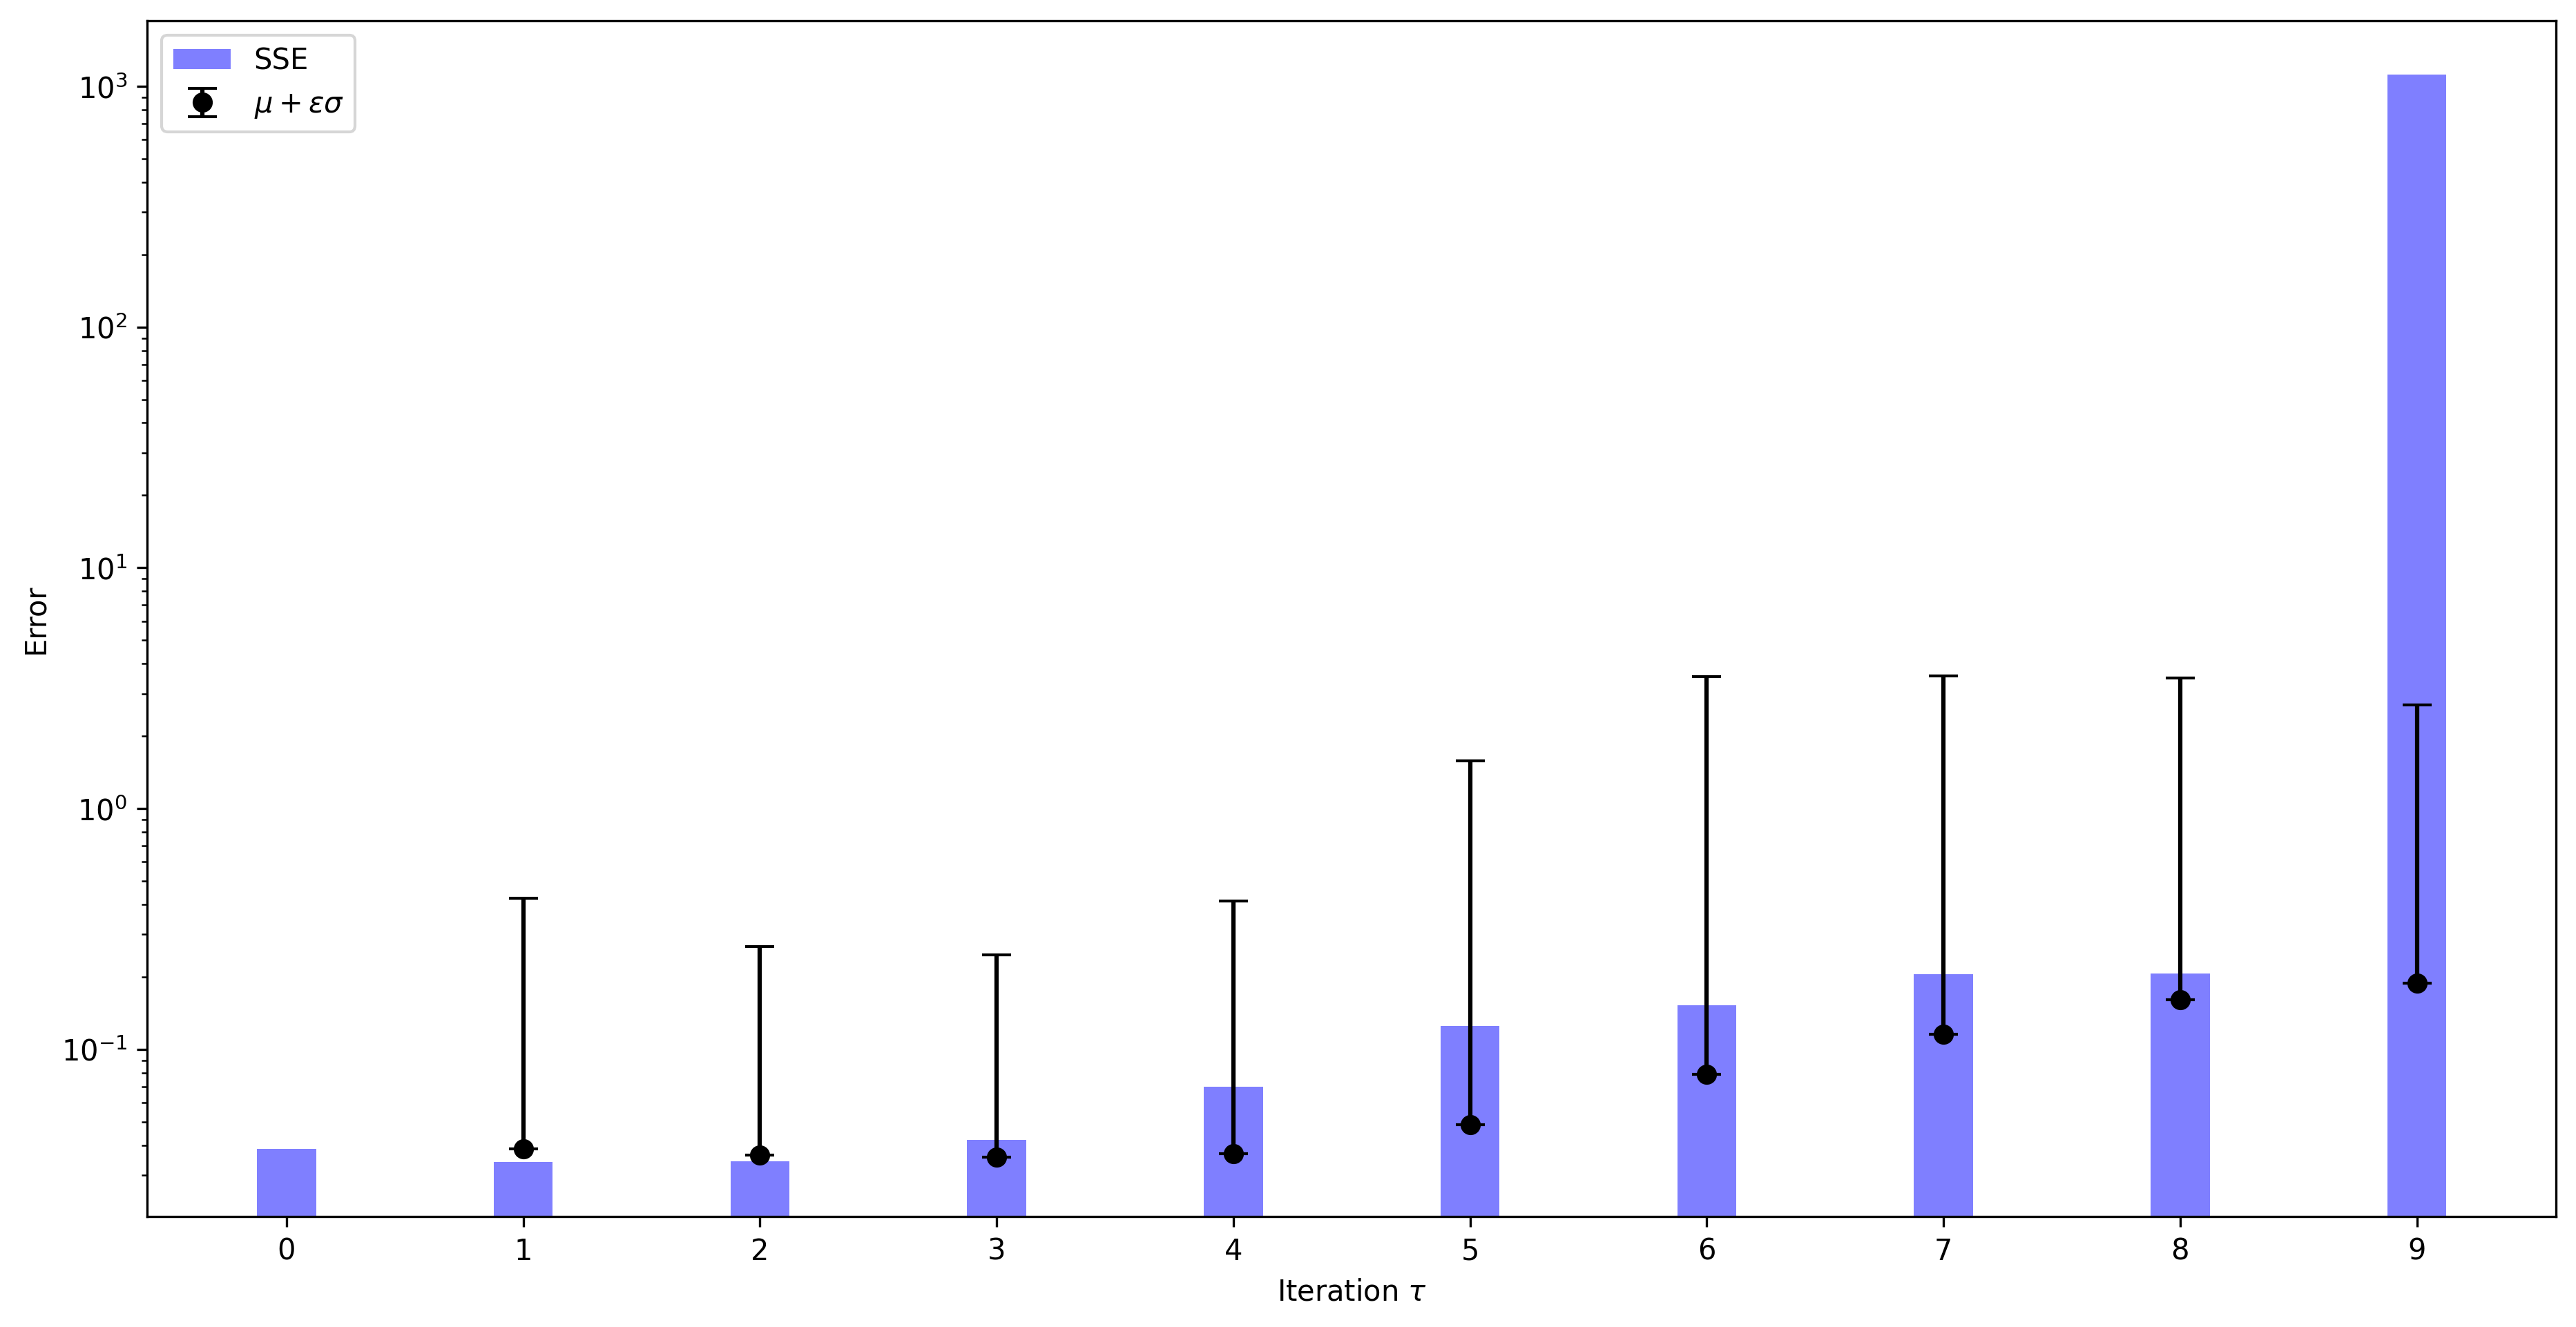 SSE
μ + εσ
10³
10²
10¹
10⁰
10⁻¹
Error
0 1 2 3 4 5 6 7 8 9
Iteration τ